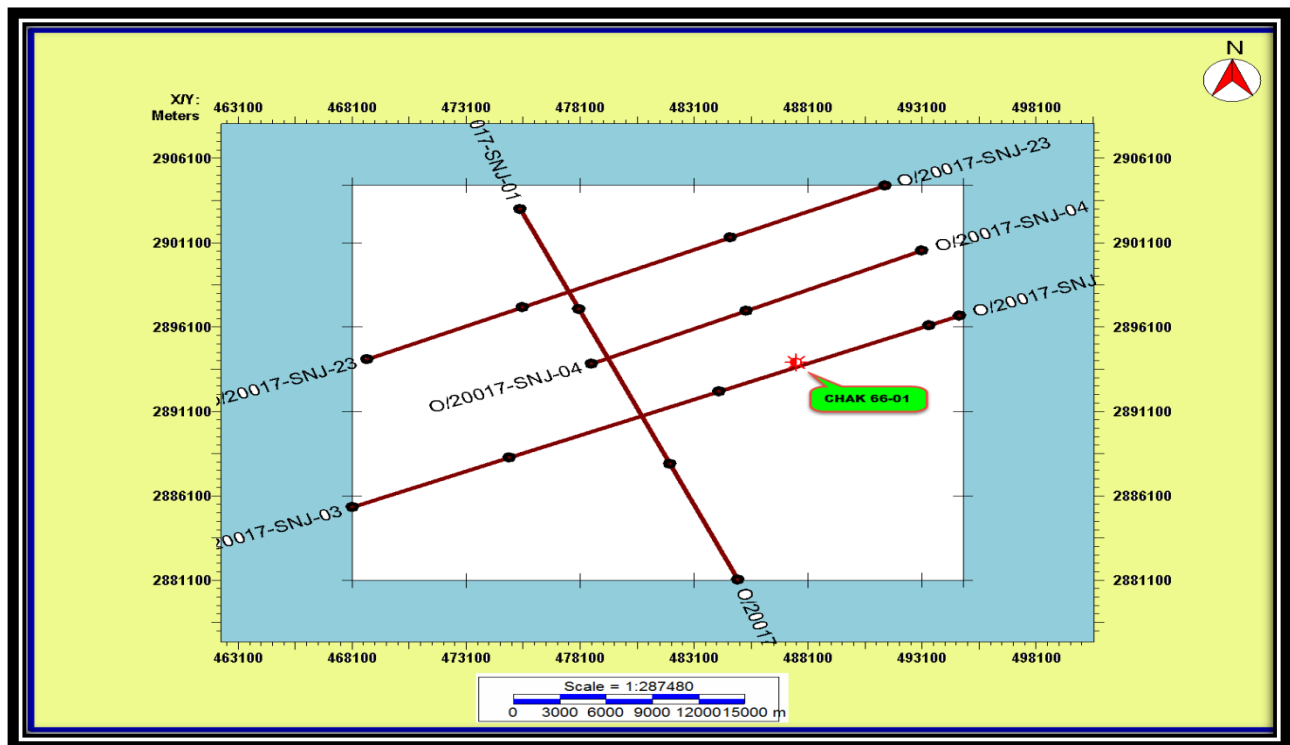 N
X/Y:
Meters
463100 468100 473100 478100 483100 488100 493100 498100
017-SNJ-01
2906100 2906100
O/20017-SNJ-23
O/20017-SNJ-04
2901100 2901100
O/20017-SNJ
2896100 2896100
O/20017-SNJ-23
O/20017-SNJ-04
CHAK 66-01
2891100 2891100
2886100 2886100
20017-SNJ-03
2881100 2881100
O/20017
463100 468100 473100 478100 483100 488100 493100 498100
Scale = 1:287480
0 3000 6000 9000 12000 15000 m